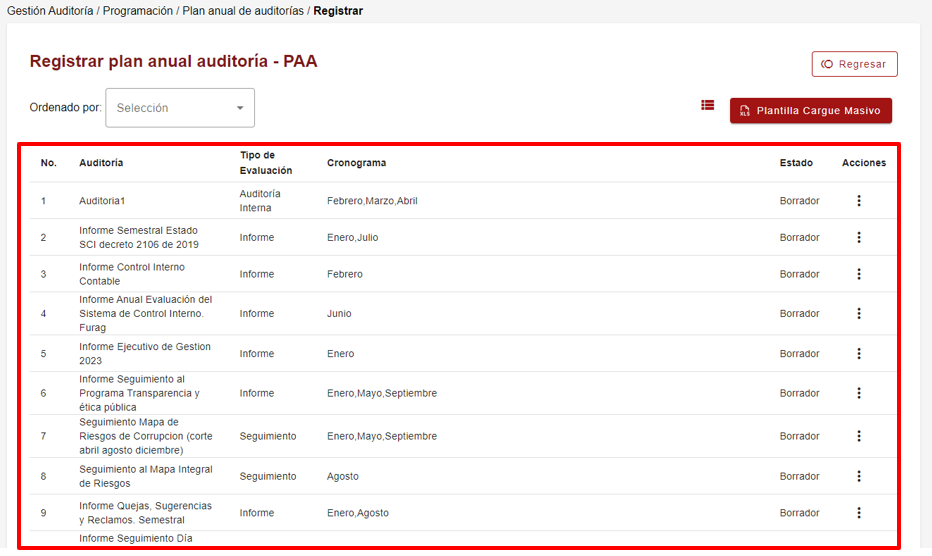 Gestión Auditoría / Programación / Plan anual de auditorías / Registrar
Registrar plan anual auditoría - PAA
Regresar
Ordenado por:
Selección
XLS
Plantilla Cargue Masivo
No. Auditoría Tipo de Evaluación Cronograma Estado Acciones
1 Auditoria1 Auditoría Interna Febrero,Marzo,Abril Borrador
2 Informe Semestral Estado SCI decreto 2106 de 2019 Informe Enero,Julio Borrador
3 Informe Control Interno Contable Informe Febrero Borrador
4 Informe Anual Evaluación del Sistema de Control Interno. Furag Informe Junio Borrador
5 Informe Ejecutivo de Gestion 2023 Informe Enero Borrador
6 Informe Seguimiento al Programa Transparencia y ética pública Informe Enero,Mayo,Septiembre Borrador
7 Seguimiento Mapa de Riesgos de Corrupcion (corte abril agosto diciembre) Seguimiento Enero,Mayo,Septiembre Borrador
8 Seguimiento al Mapa Integral de Riesgos Seguimiento Agosto Borrador
9 Informe Quejas, Sugerencias y Reclamos. Semestral Informe Enero,Agosto Borrador
Informe Seguimiento Día